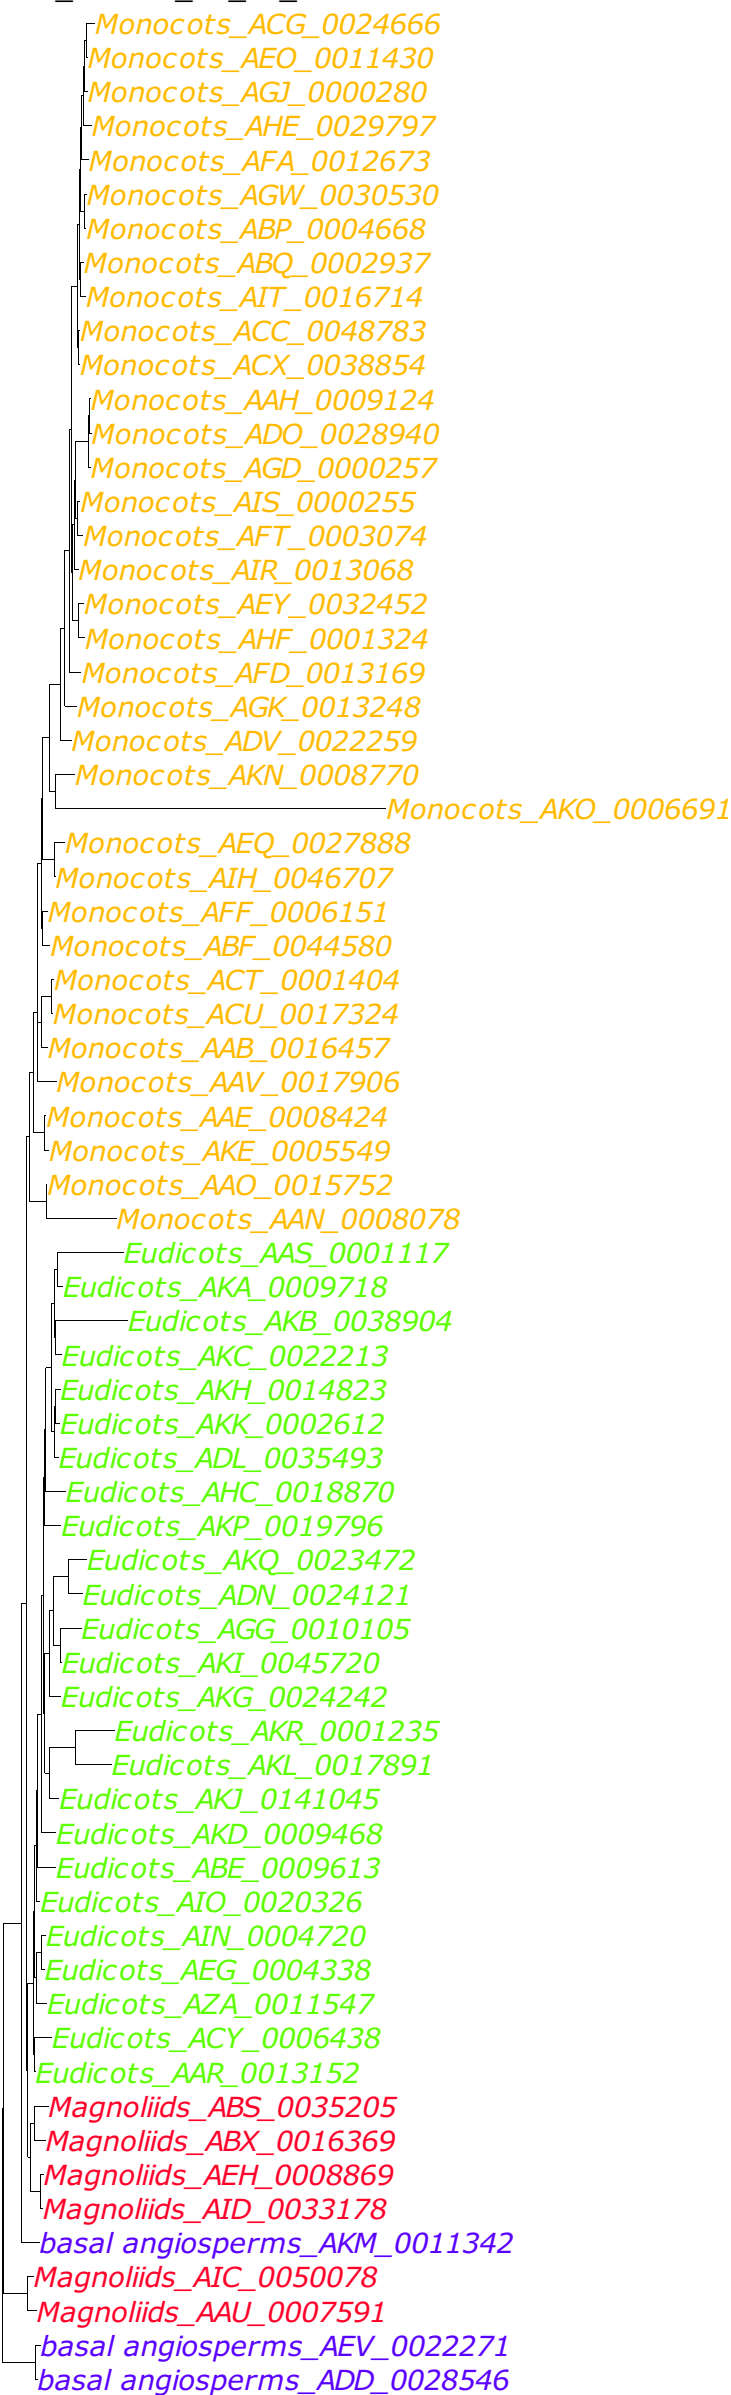 Monocots_ACG_0024666
Monocots_AEO_0011430
Monocots_AGJ_0000280
Monocots_AHE_0029797
Monocots_AFA_0012673
Monocots_AGW_0030530
Monocots_ABP_0004668
Monocots_ABQ_0002937
Monocots_AIT_0016714
Monocots_ACC_0048783
Monocots_ACX_0038854
Monocots_AAH_0009124
Monocots_ADO_0028940
Monocots_AGD_0000257
Monocots_AIS_0000255
Monocots_AFT_0003074
Monocots_AIR_0013068
Monocots_AEY_0032452
Monocots_AHF_0001324
Monocots_AFD_0013169
Monocots_AGK_0013248
Monocots_ADV_0022259
Monocots_AKN_0008770
Monocots_AKO_0006691
Monocots_AEQ_0027888
Monocots_AIH_0046707
Monocots_AFF_0006151
Monocots_ABF_0044580
Monocots_ACT_0001404
Monocots_ACU_0017324
Monocots_AAB_0016457
Monocots_AAV_0017906
Monocots_AAE_0008424
Monocots_AKE_0005549
Monocots_AAO_0015752
Monocots_AAN_0008078
Eudicots_AAS_0001117
Eudicots_AKA_0009718
Eudicots_AKB_0038904
Eudicots_AKC_0022213
Eudicots_AKH_0014823
Eudicots_AKK_0002612
Eudicots_ADL_0035493
Eudicots_AHC_0018870
Eudicots_AKP_0019796
Eudicots_AKQ_0023472
Eudicots_ADN_0024121
Eudicots_AGG_0010105
Eudicots_AKI_0045720
Eudicots_AKG_0024242
Eudicots_AKR_0001235
Eudicots_AKL_0017891
Eudicots_AKJ_0141045
Eudicots_AKD_0009468
Eudicots_ABE_0009613
Eudicots_AIO_0020326
Eudicots_AIN_0004720
Eudicots_AEG_0004338
Eudicots_AZA_0011547
Eudicots_ACY_0006438
Eudicots_AAR_0013152
Magnoliids_ABS_0035205
Magnoliids_ABX_0016369
Magnoliids_AEH_0008869
Magnoliids_AID_0033178
basal angiosperms_AKM_0011342
Magnoliids_AIC_0050078
Magnoliids_AAU_0007591
basal angiosperms_AEV_0022271
basal angiosperms_ADD_0028546